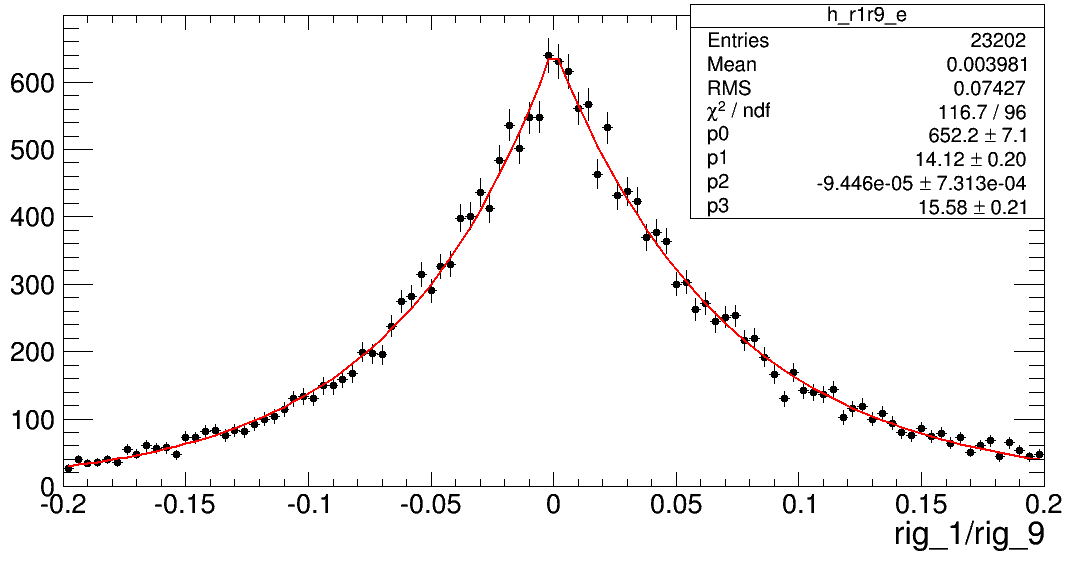 h_r1r9_e
Entries 23202
Mean 0.003981
RMS 0.07427
χ² / ndf 116.7 / 96
p0 652.2 ± 7.1
p1 14.12 ± 0.20
p2 -9.446e-05 ± 7.313e-04
p3 15.58 ± 0.21
600
500
400
300
200
100
0
-0.2 -0.15 -0.1 -0.05 0 0.05 0.1 0.15 0.2
rig_1/rig_9